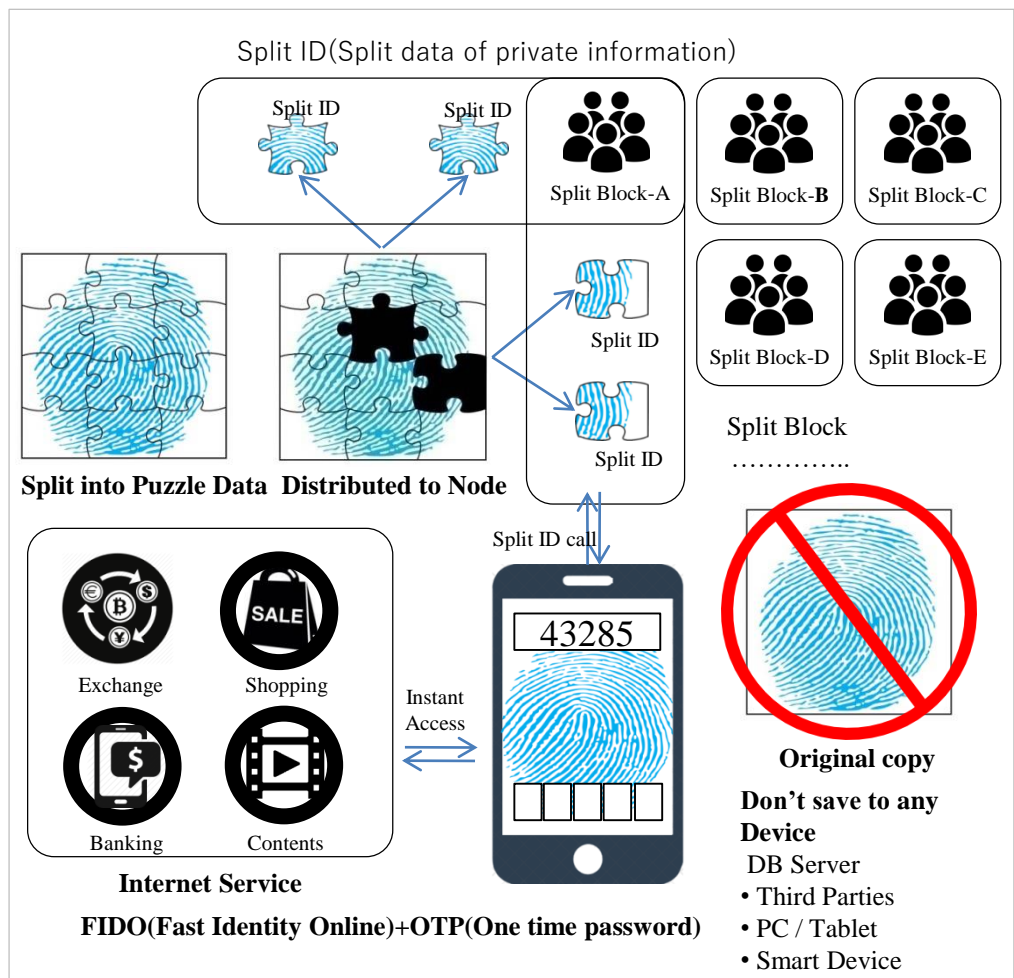 Split ID(Split data of private information)
Split ID
Split ID
Split Block-A
Split Block-B
Split Block-C
Split ID
Split Block-D
Split Block-E
Split ID
Split Block
…………..
Split into Puzzle Data
Distributed to Node
Split ID call
43285
SALE
Exchange
Shopping
Instant
Access
Banking
Contents
Internet Service
FIDO(Fast Identity Online)+OTP(One time password)
Original copy
Don’t save to any
Device
DB Server
• Third Parties
• PC / Tablet
• Smart Device